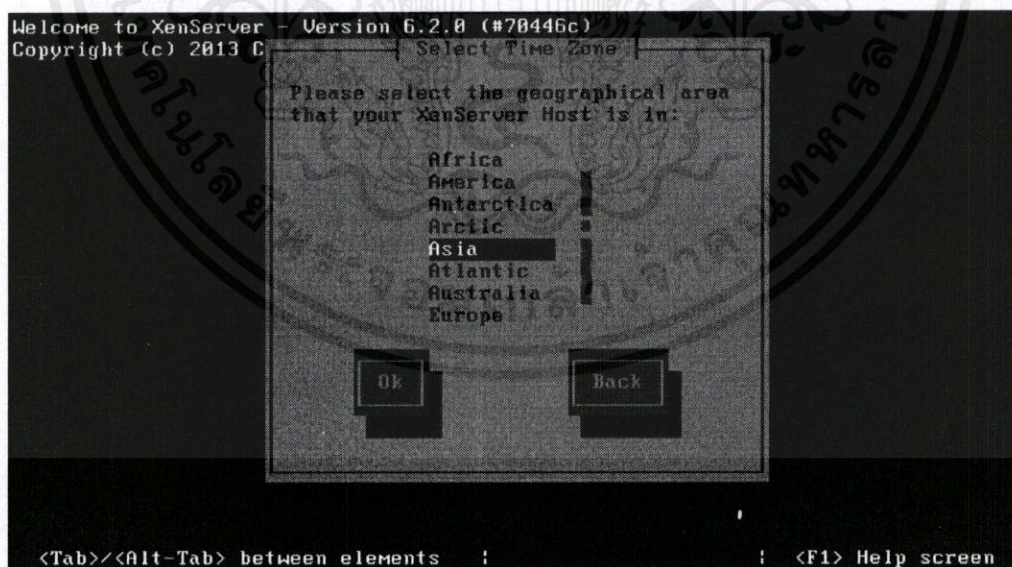 Welcome to XenServer - Version 6.2.0 (#70446c)
Copyright (c) 2013 C
Select Time Zone
Please select the geographical area
that your XenServer Host is in:
Africa
America
Antarctica
Arctic
Asia
Atlantic
Australia
Europe
Ok
Back
<Tab>/<Alt-Tab> between elements
<F1> Help screen